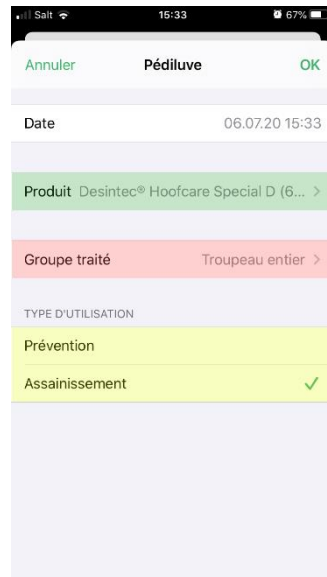 Salt 15:33 67%
Annuler Pédiluve OK
Date 06.07.20 15:33
Produit Desintec® Hoofcare Special D (6... >
Groupe traité Troupeau entier >
TYPE D'UTILISATION
Prévention
Assainissement